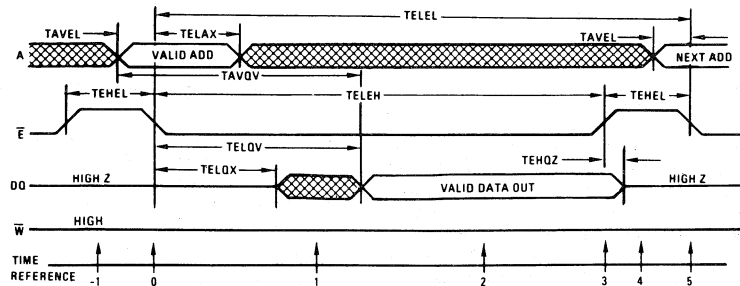 TELEL
TAVEL TELAX TAVEL
A VALID ADD NEXT ADD
TAVQV
TEHEL TELEH TEHEL
E
TELQV
TELQX TEHQZ
DQ HIGH Z VALID DATA OUT HIGH Z
W HIGH
TIME
REFERENCE
-1 0 1 2 3 4 5